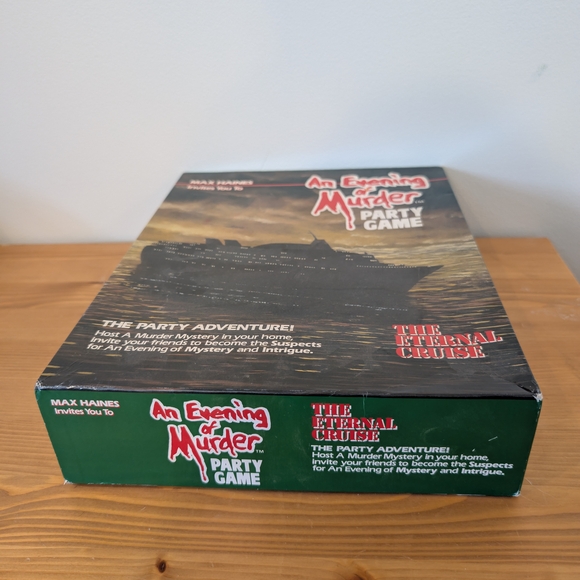 MAX HAINES
Invites You To
An Evening
of
Murder™
PARTY
GAME
THE PARTY ADVENTURE!
Host A Murder Mystery in your home,
invite your friends to become the Suspects
for An Evening of Mystery and Intrigue.
THE
ETERNAL
CRUISE
MAX HAINES
Invites You To
An Evening
of
Murder™
PARTY
GAME
THE
ETERNAL
CRUISE
THE PARTY ADVENTURE!
Host A Murder Mystery in your home,
invite your friends to become the Suspects
for An Evening of Mystery and Intrigue.